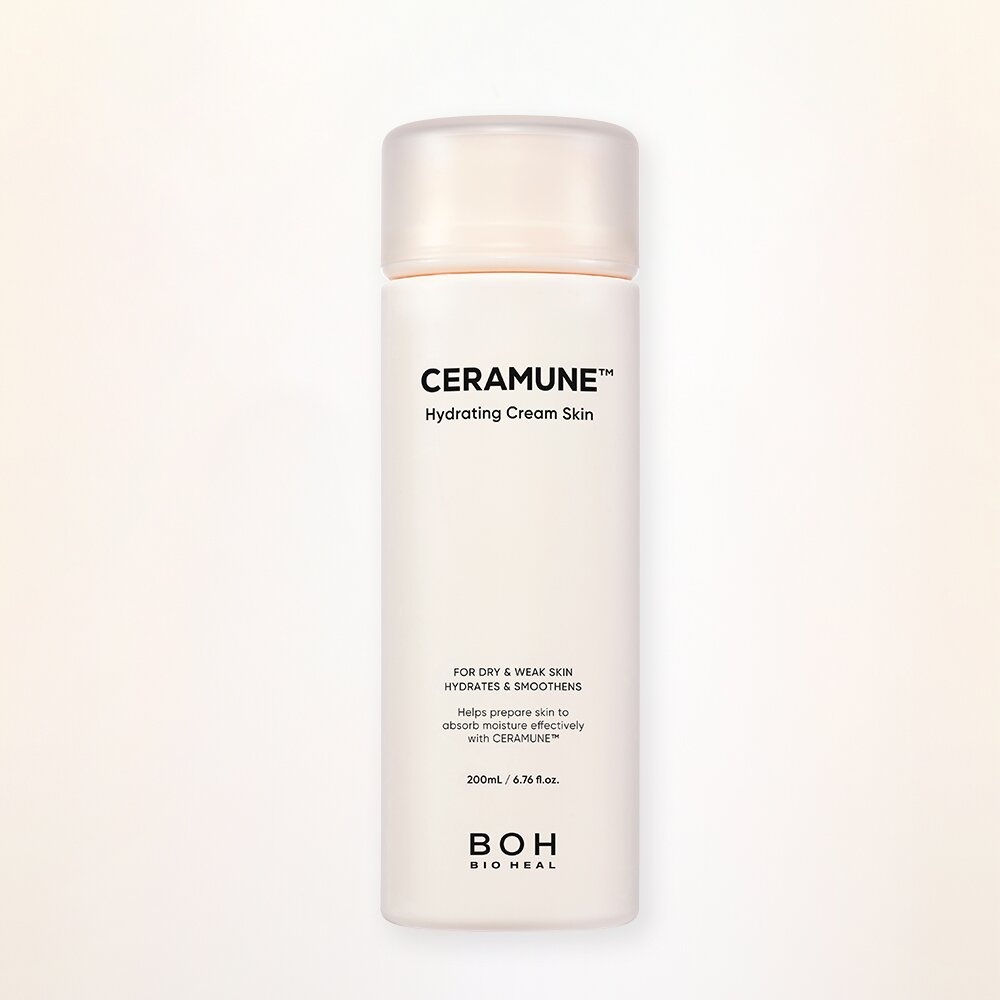 CERAMUNE™
Hydrating Cream Skin
FOR DRY & WEAK SKIN
HYDRATES & SMOOTHENS
Helps prepare skin to
absorb moisture effectively
with CERAMUNE™
200mL / 6.76 fl.oz.
BOH
BIO HEAL